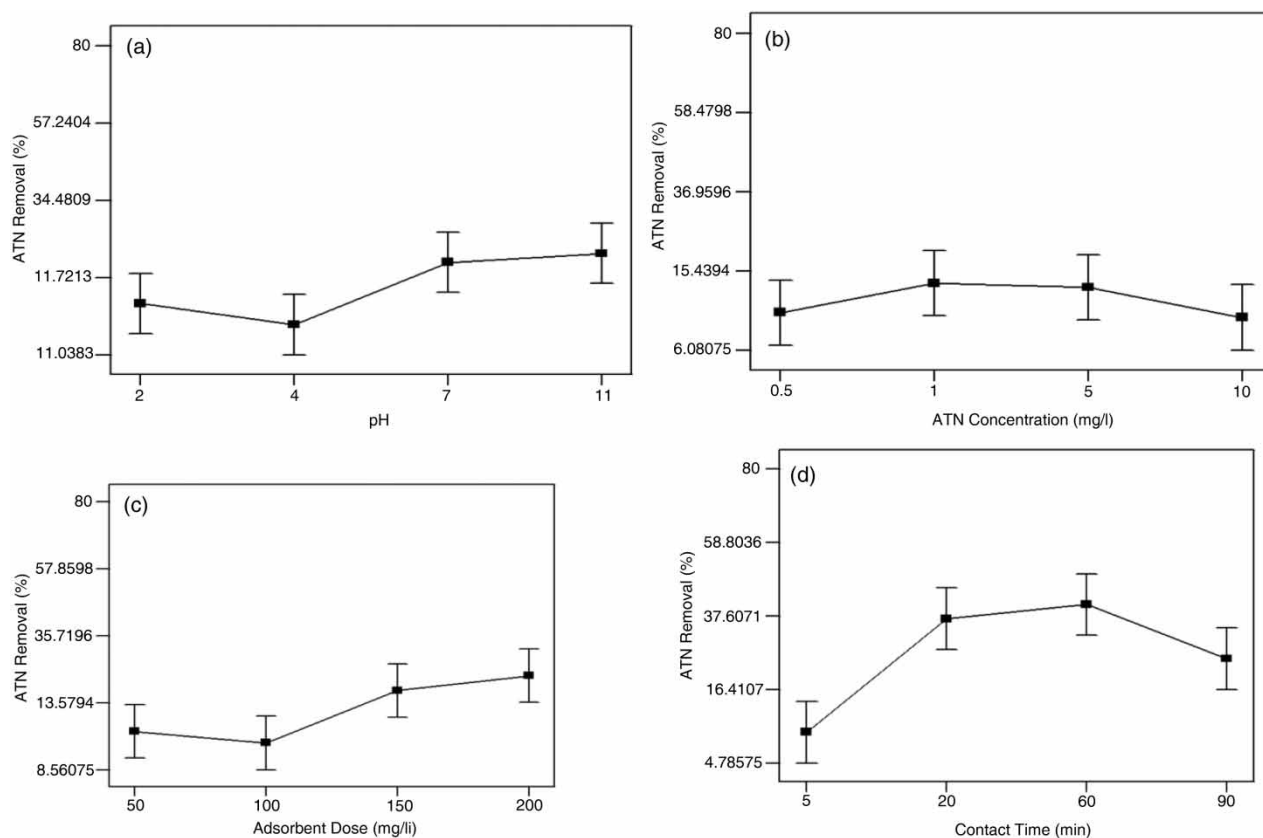 (a)
ATN Removal (%)
80
57.2404
34.4809
11.7213
11.0383
2 4 7 11
pH
(b)
ATN Removal (%)
80
58.4798
36.9596
15.4394
6.08075
0.5 1 5 10
ATN Concentration (mg/l)
(c)
ATN Removal (%)
80
57.8598
35.7196
13.5794
8.56075
50 100 150 200
Adsorbent Dose (mg/li)
(d)
ATN Removal (%)
80
58.8036
37.6071
16.4107
4.78575
5 20 60 90
Contact Time (min)